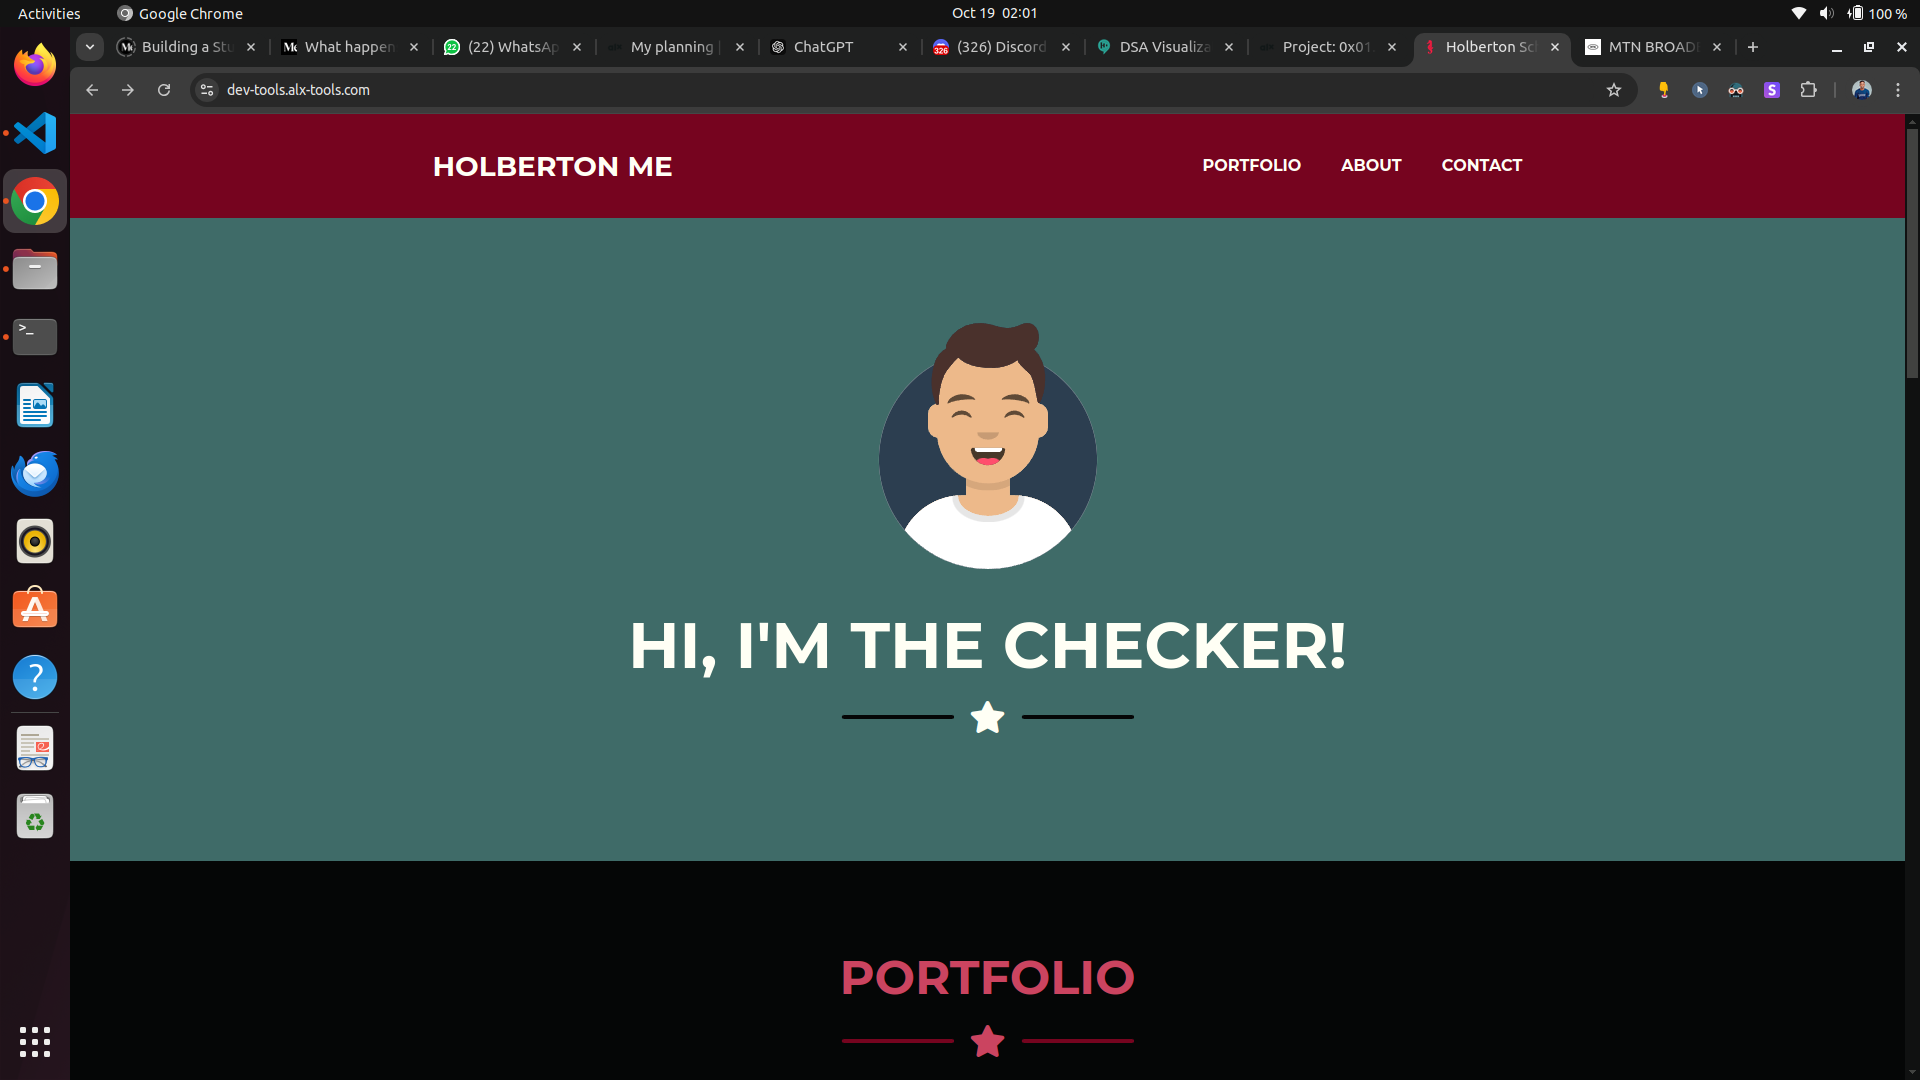 Activities
Google Chrome
Oct 19 02:01
100 %
Building a Stu
What happen
(22) WhatsAp
My planning
ChatGPT
(326) Discord
DSA Visualiza
Project: 0x01.
Holberton Sc
MTN BROAD
dev-tools.alx-tools.com
HOLBERTON ME
PORTFOLIO
ABOUT
CONTACT
HI, I'M THE CHECKER!
PORTFOLIO